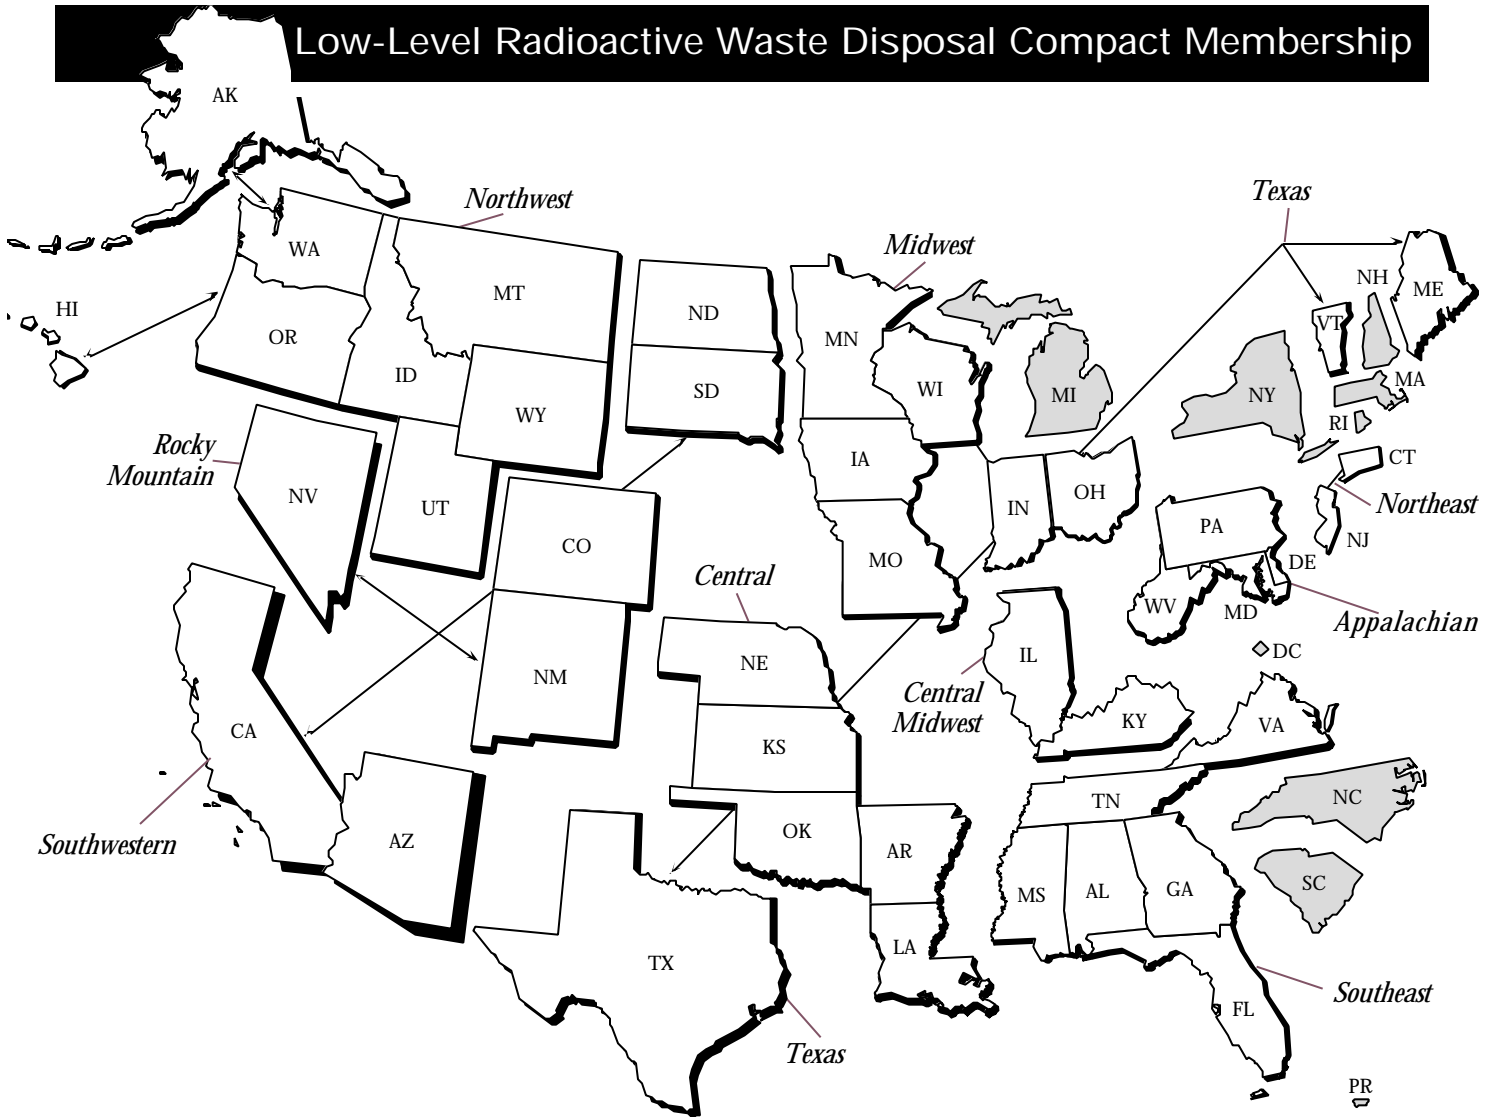 Low-Level Radioactive Waste Disposal Compact Membership
AK
Northwest
Texas
Midwest
WA
HI
MT
ND
NH
ME
OR
MN
VT
ID
SD
WI
MI
NY
MA
WY
RI
Rocky
Mountain
IA
CT
NV
UT
IN
OH
Northeast
CO
PA
NJ
MO
DE
Central
WV
MD
Appalachian
NE
IL
DC
NM
Central
Midwest
KY
VA
CA
KS
TN
NC
Southwestern
AZ
OK
AR
MS
AL
GA
SC
LA
TX
Southeast
FL
Texas
PR